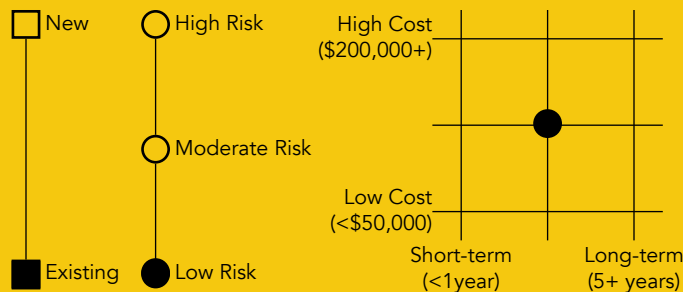 New
Existing
High Risk
Moderate Risk
Low Risk
High Cost
($200,000+)
Low Cost
(<$50,000)
Short-term
(<1year)
Long-term
(5+ years)